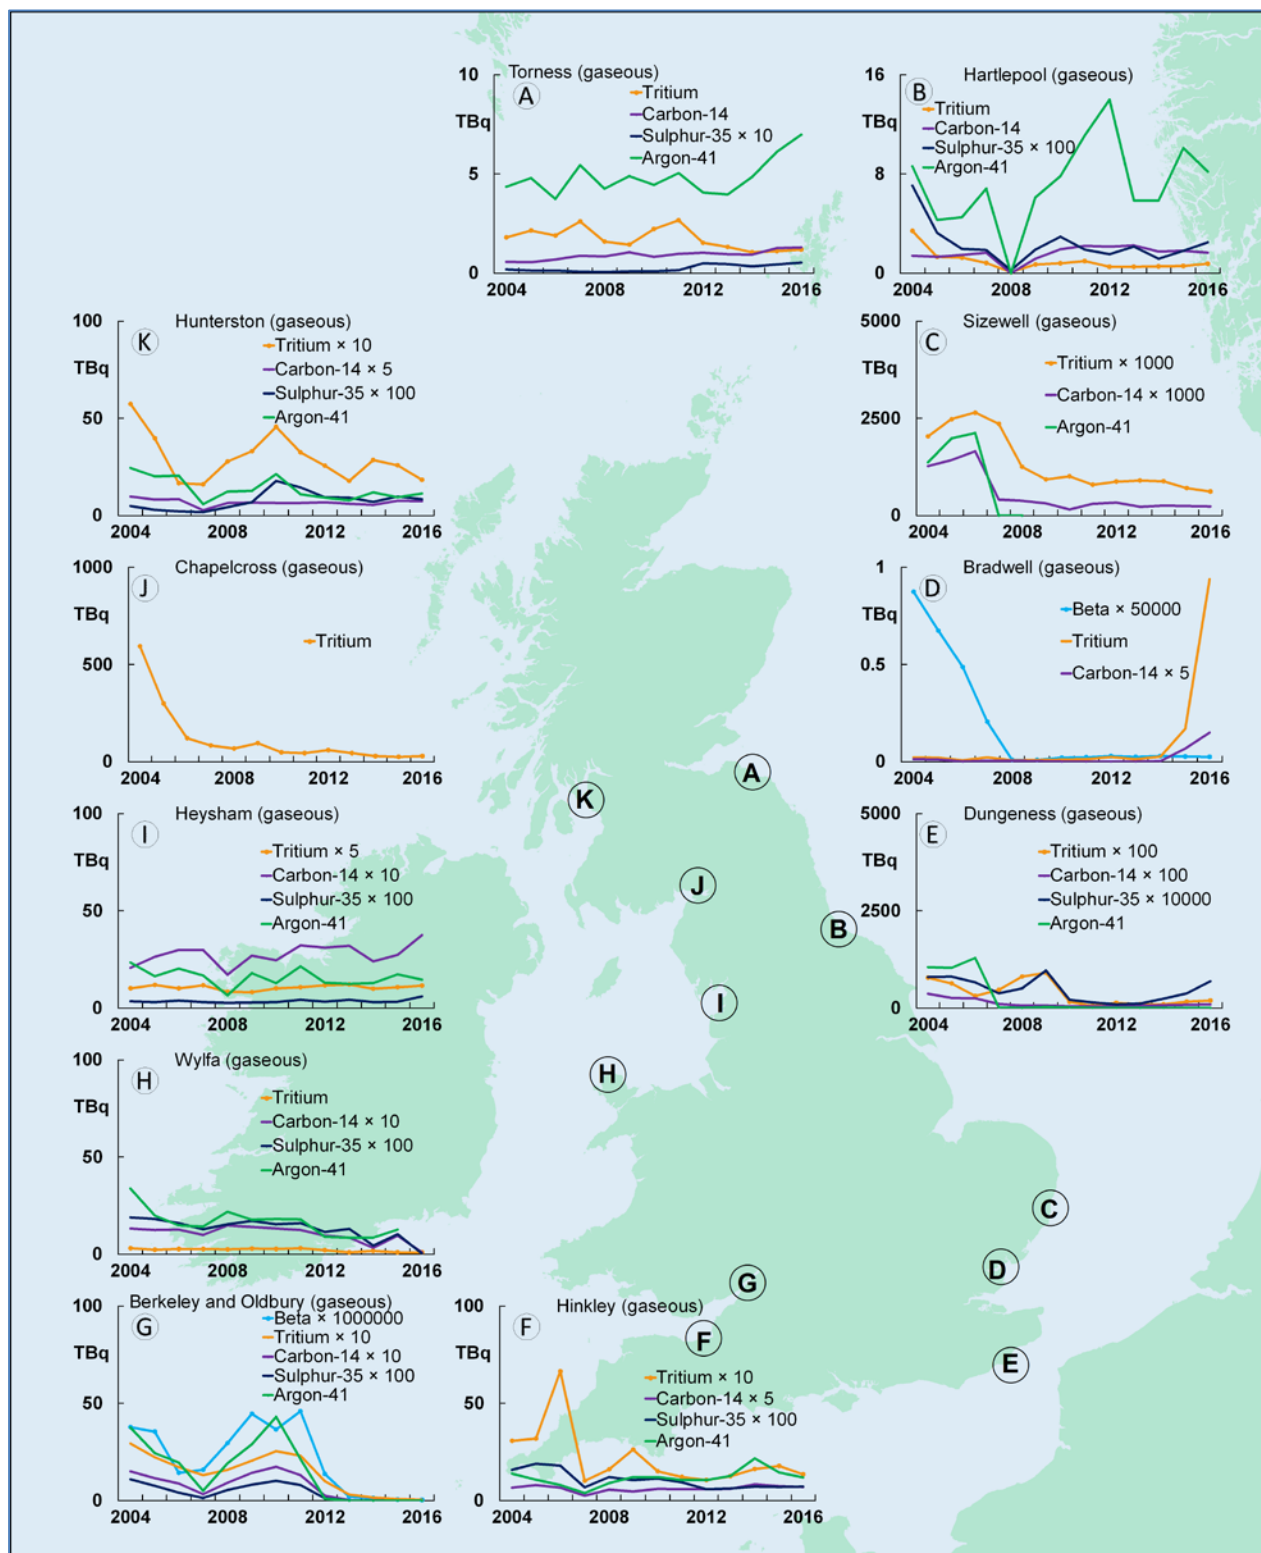 Torness (gaseous)
A
10
5
0
TBq
Tritium
Carbon-14
Sulphur-35 × 10
Argon-41
2004 2008 2012 2016
Hartlepool (gaseous)
B
16
8
0
TBq
Tritium
Carbon-14
Sulphur-35 × 100
Argon-41
2004 2008 2012 2016
Hunterston (gaseous)
K
100
50
0
TBq
Tritium × 10
Carbon-14 × 5
Sulphur-35 × 100
Argon-41
2004 2008 2012 2016
Sizewell (gaseous)
C
5000
2500
0
TBq
Tritium × 1000
Carbon-14 × 1000
Argon-41
2004 2008 2012 2016
Chapelcross (gaseous)
J
1000
500
0
TBq
Tritium
2004 2008 2012 2016
Bradwell (gaseous)
D
1
0.5
0
TBq
Beta × 50000
Tritium
Carbon-14 × 5
2004 2008 2012 2016
Heysham (gaseous)
I
100
50
0
TBq
Tritium × 5
Carbon-14 × 10
Sulphur-35 × 100
Argon-41
2004 2008 2012 2016
Dungeness (gaseous)
E
5000
2500
0
TBq
Tritium × 100
Carbon-14 × 100
Sulphur-35 × 10000
Argon-41
2004 2008 2012 2016
Wylfa (gaseous)
H
100
50
0
TBq
Tritium
Carbon-14 × 10
Sulphur-35 × 100
Argon-41
2004 2008 2012 2016
Berkeley and Oldbury (gaseous)
G
100
50
0
TBq
Beta × 1000000
Tritium × 10
Carbon-14 × 10
Sulphur-35 × 100
Argon-41
2004 2008 2012 2016
Hinkley (gaseous)
F
100
50
0
TBq
Tritium × 10
Carbon-14 × 5
Sulphur-35 × 100
Argon-41
2004 2008 2012 2016
A
K
J
B
I
H
C
D
G
F
E